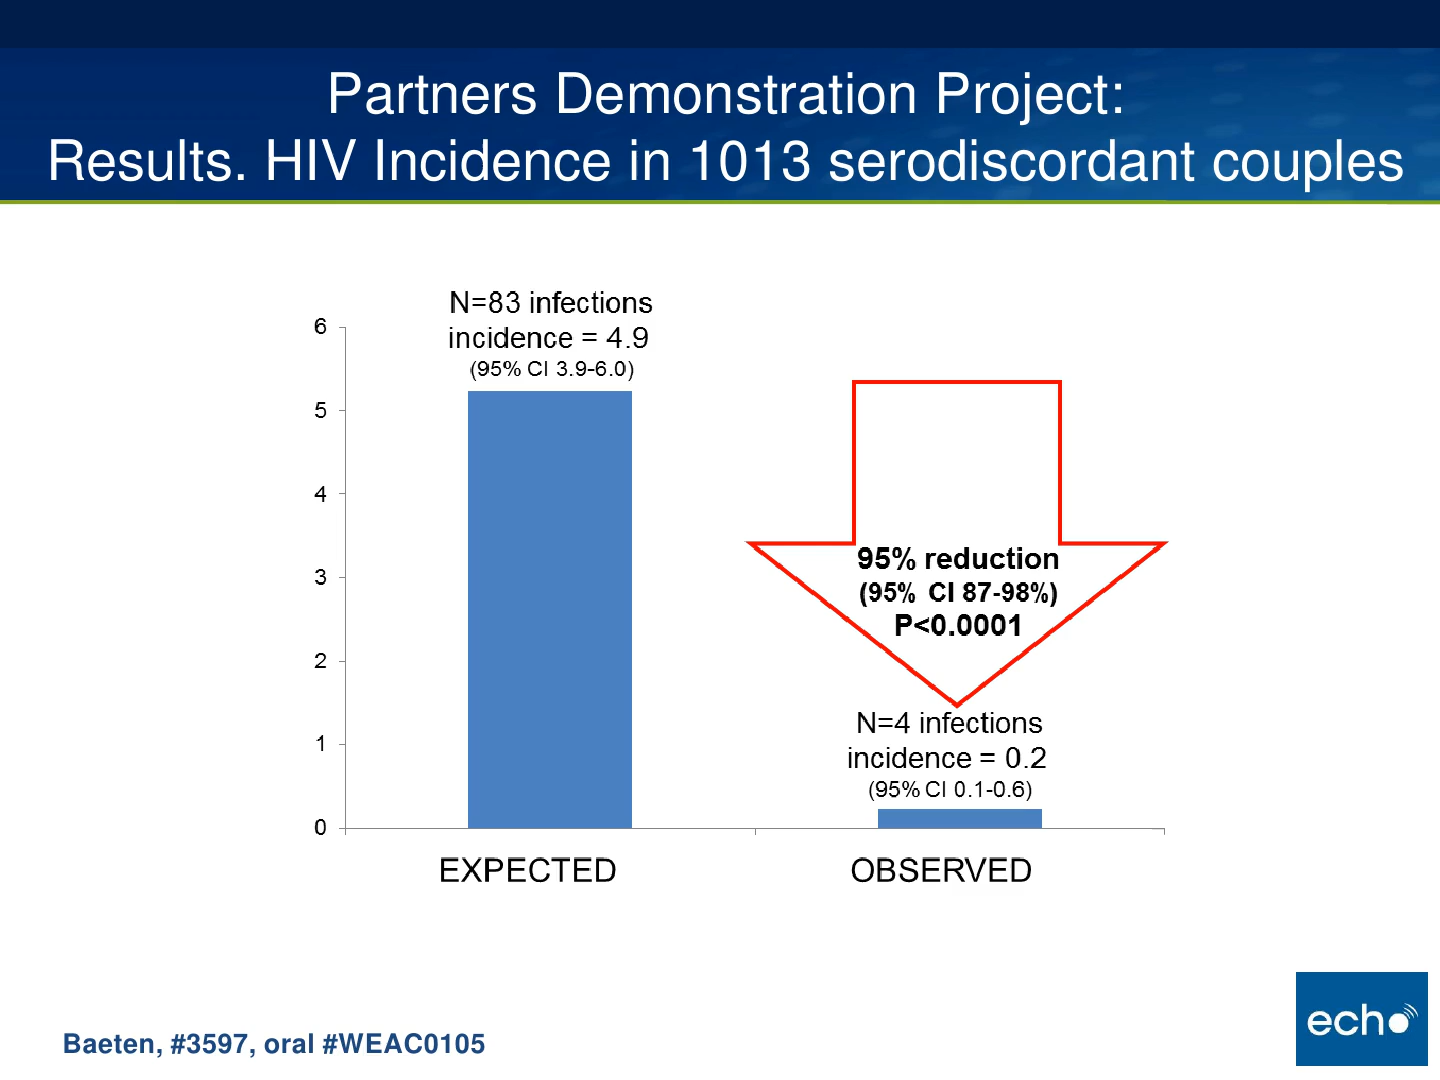 Partners Demonstration Project:
Results. HIV Incidence in 1013 serodiscordant couples
N=83 infections
incidence = 4.9
(95% CI 3.9-6.0)
6
5
4
3
2
1
0
95% reduction
(95% CI 87-98%)
P<0.0001
N=4 infections
incidence = 0.2
(95% CI 0.1-0.6)
EXPECTED
OBSERVED
Baeten, #3597, oral #WEAC0105
echo